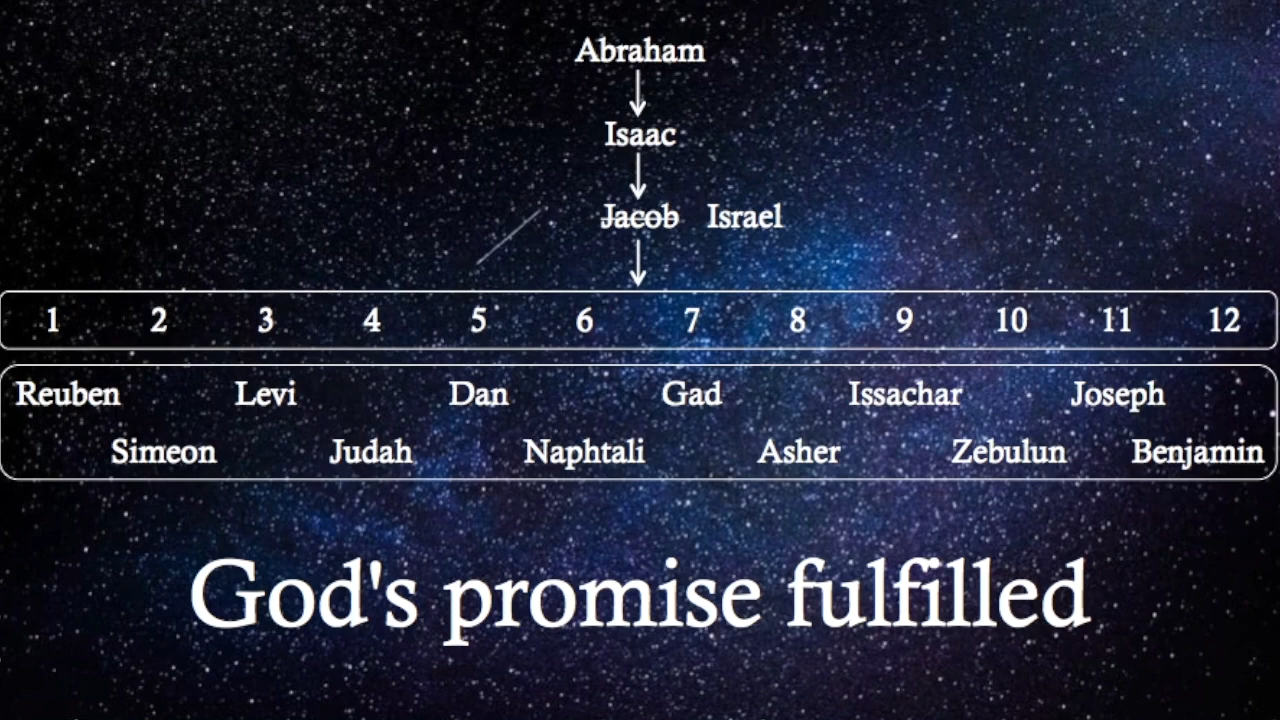 Abraham
Isaac
Jacob Israel
1 2 3 4 5 6 7 8 9 10 11 12
Reuben Levi Dan Gad Issachar Joseph
Simeon Judah Naphtali Asher Zebulun Benjamin
God's promise fulfilled